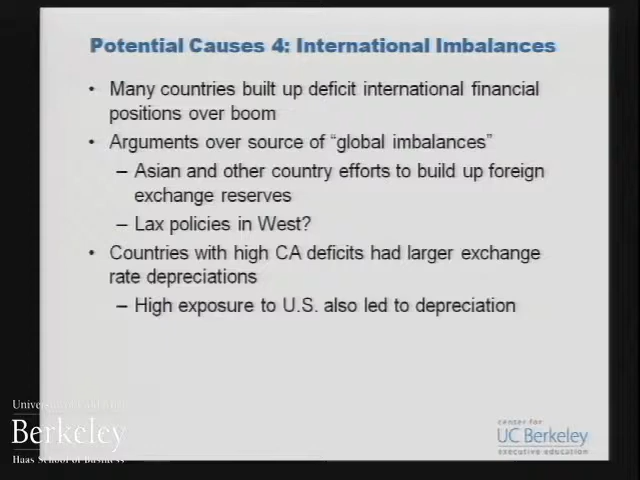 Potential Causes 4: International Imbalances
• Many countries built up deficit international financial
positions over boom
• Arguments over source of “global imbalances”
– Asian and other country efforts to build up foreign
exchange reserves
– Lax policies in West?
• Countries with high CA deficits had larger exchange
rate depreciations
– High exposure to U.S. also led to depreciation
Berkeley
Haas School of Business
center for
UC Berkeley
executive education